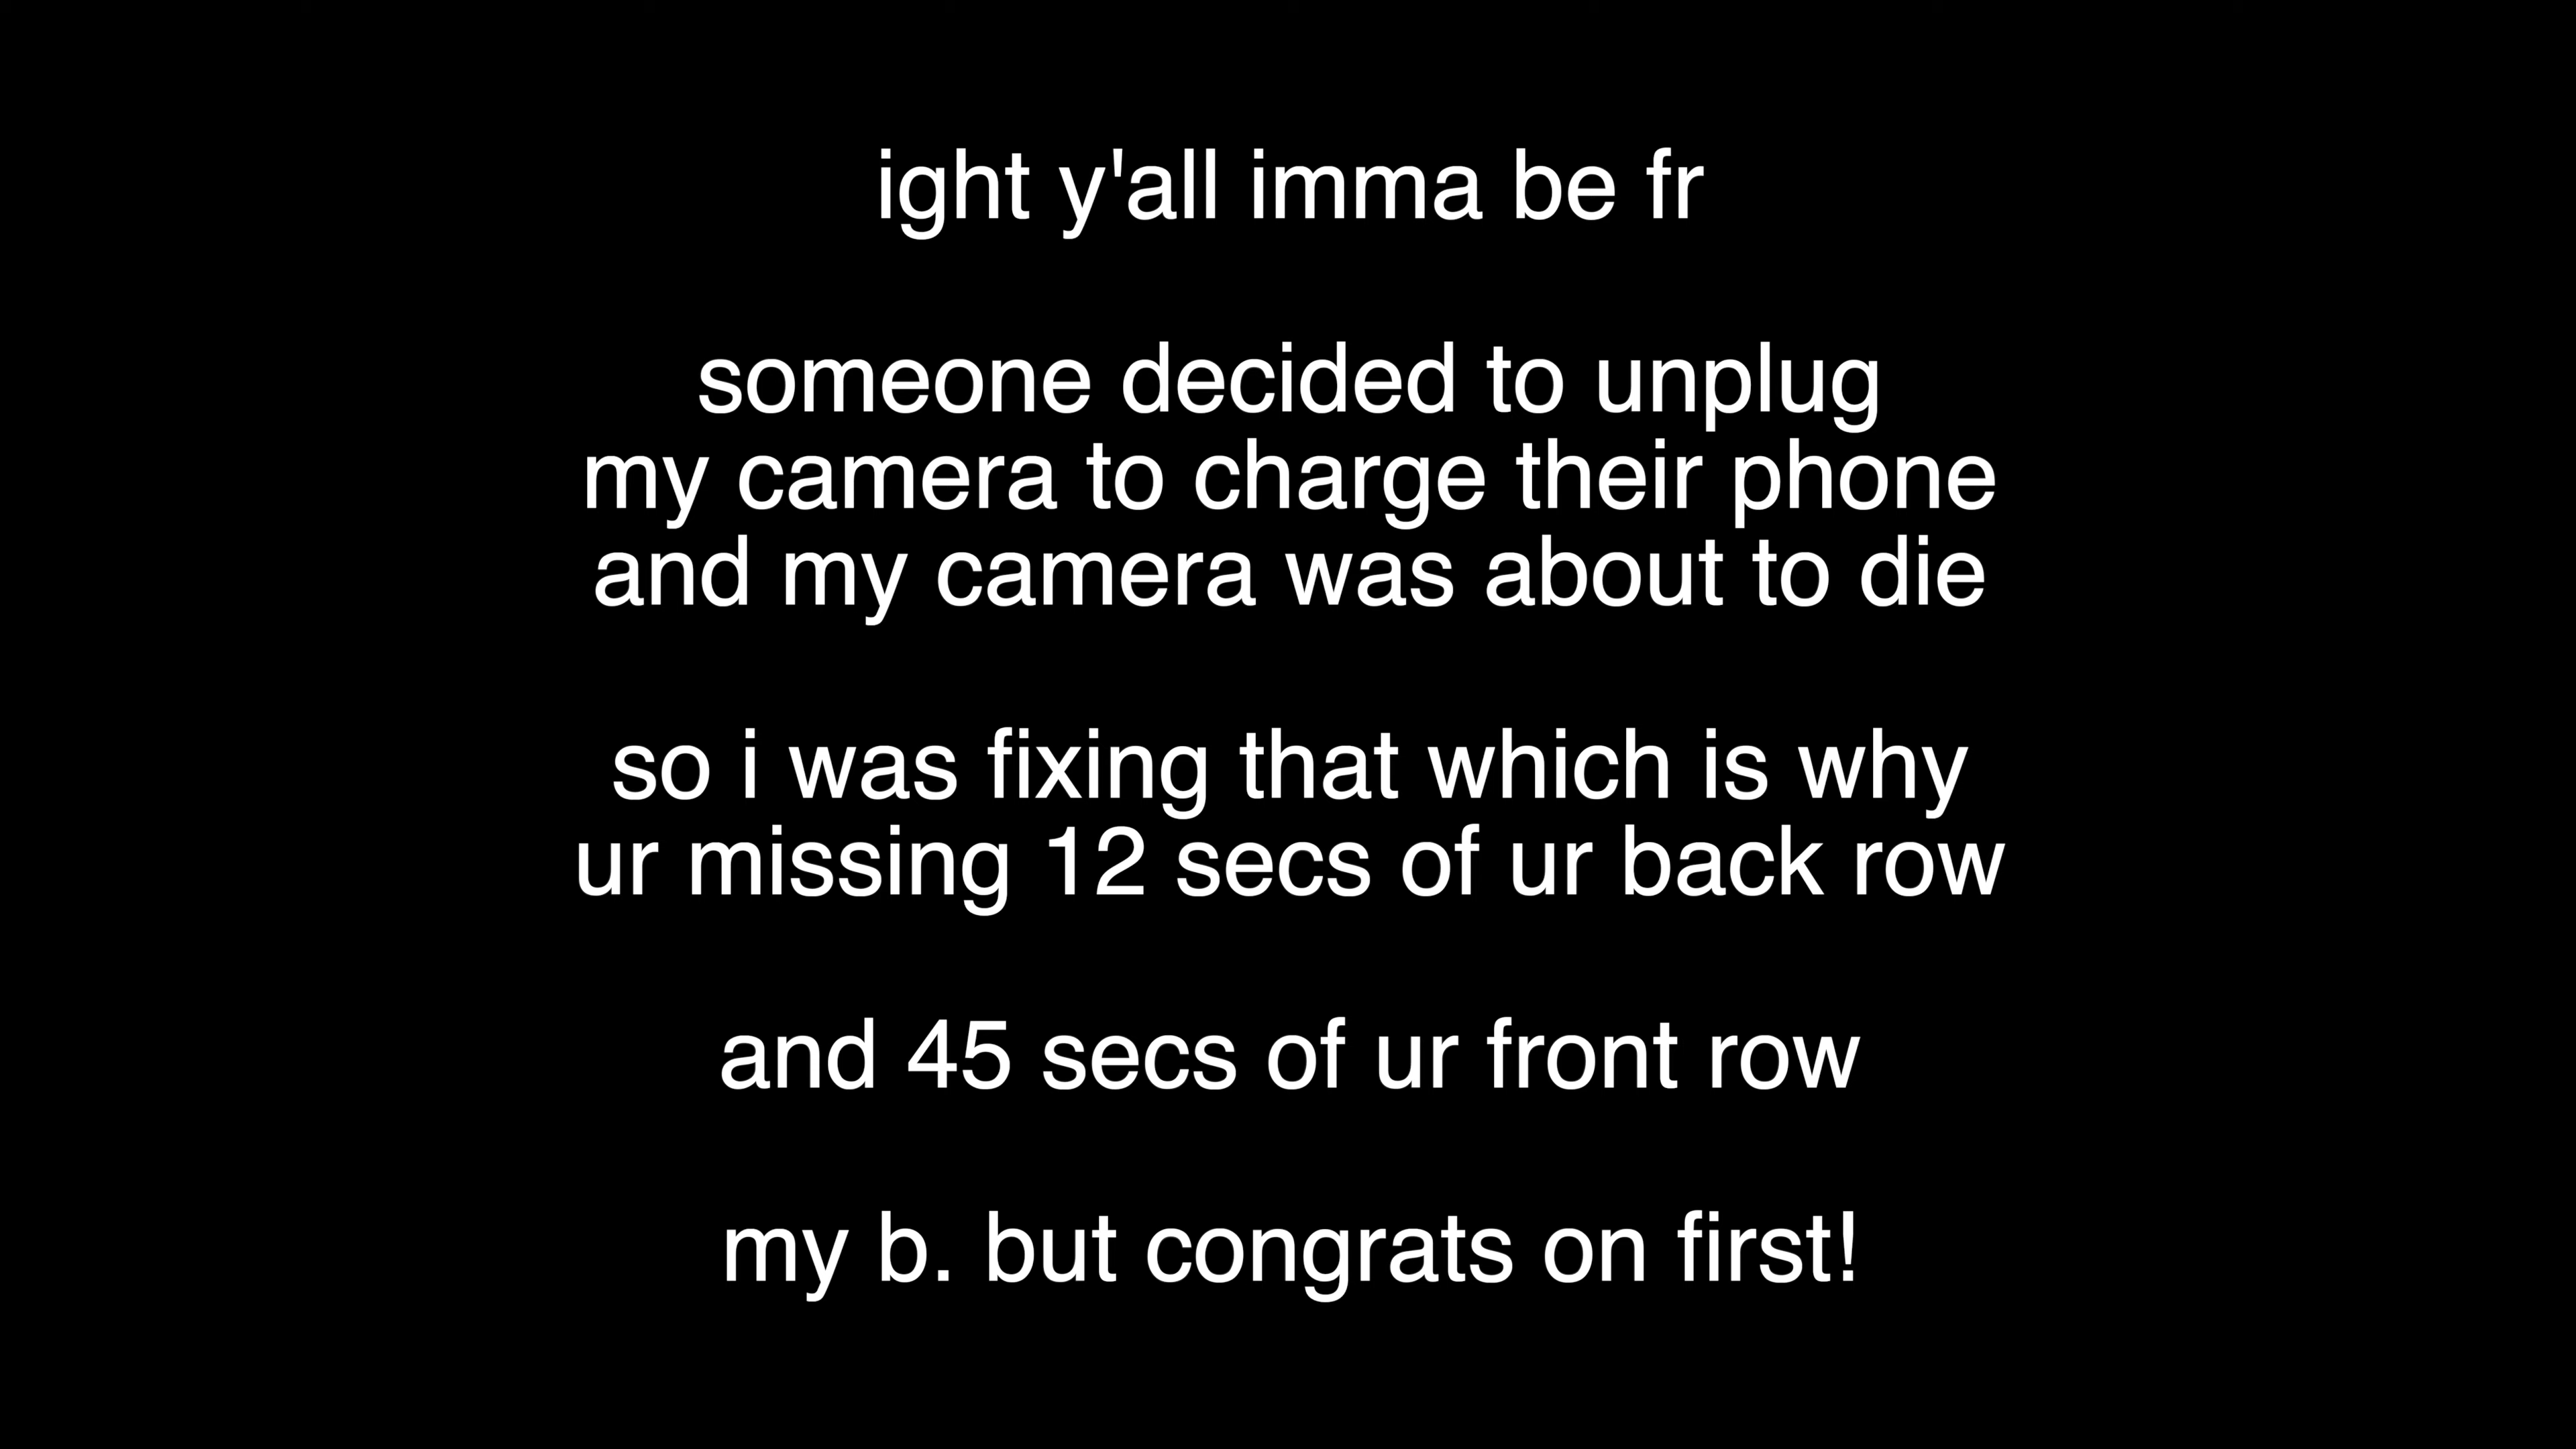 ight y'all imma be fr
someone decided to unplug
my camera to charge their phone
and my camera was about to die
so i was fixing that which is why
ur missing 12 secs of ur back row
and 45 secs of ur front row
my b. but congrats on first!